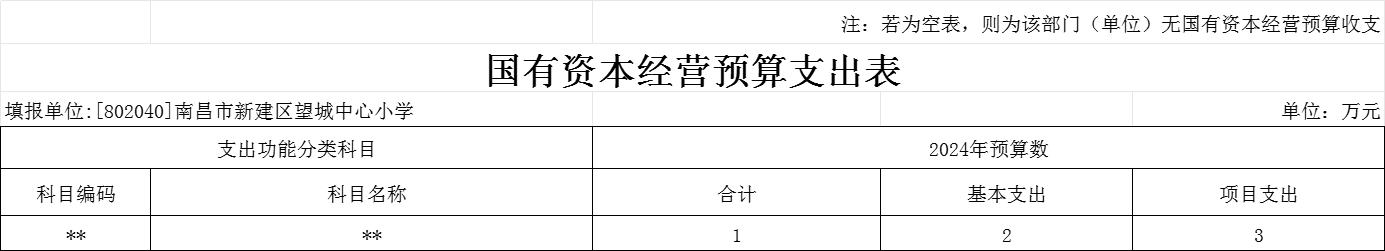 注：若为空表，则为该部门（单位）无国有资本经营预算收支
国有资本经营预算支出表
填报单位:[802040]南昌市新建区望城中心小学 单位：万元
支出功能分类科目 2024年预算数
科目编码 科目名称 合计 基本支出 项目支出
** ** 1 2 3